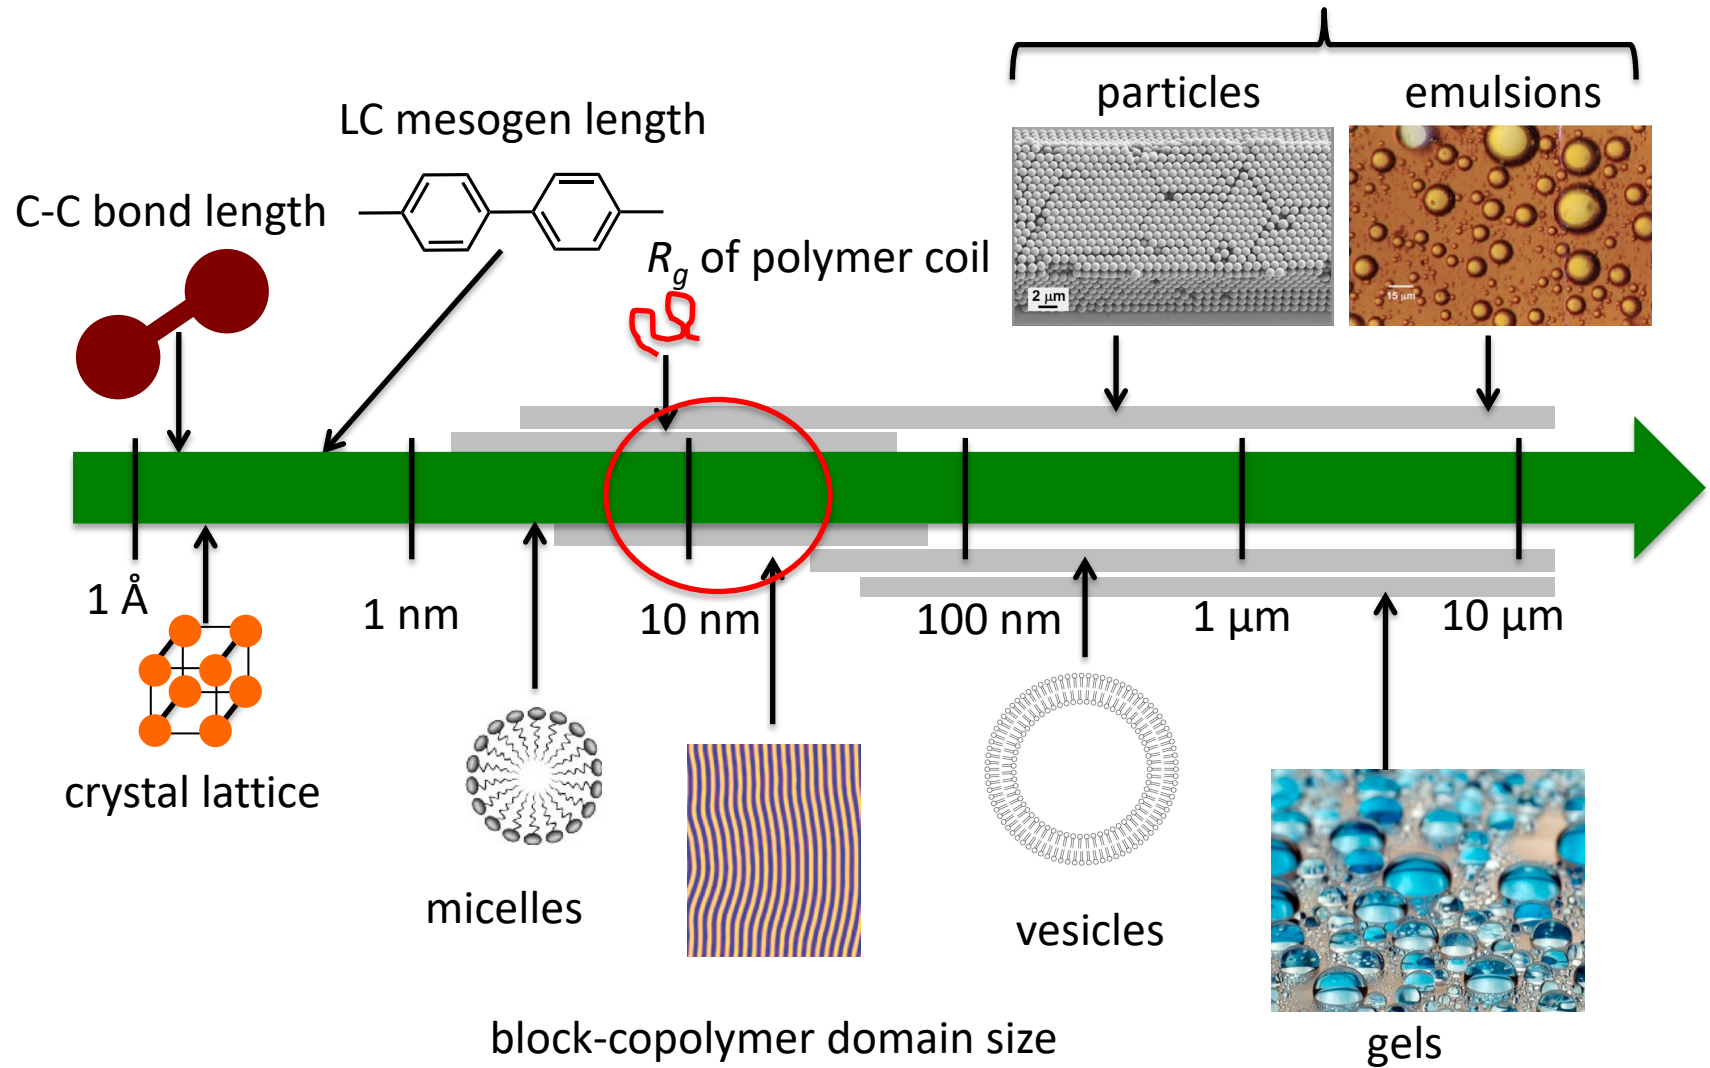 particles
emulsions
LC mesogen length
C-C bond length
Rg of polymer coil
2 μm
15 μm
1 Å
1 nm
10 nm
100 nm
1 μm
10 μm
crystal lattice
micelles
vesicles
block-copolymer domain size
gels